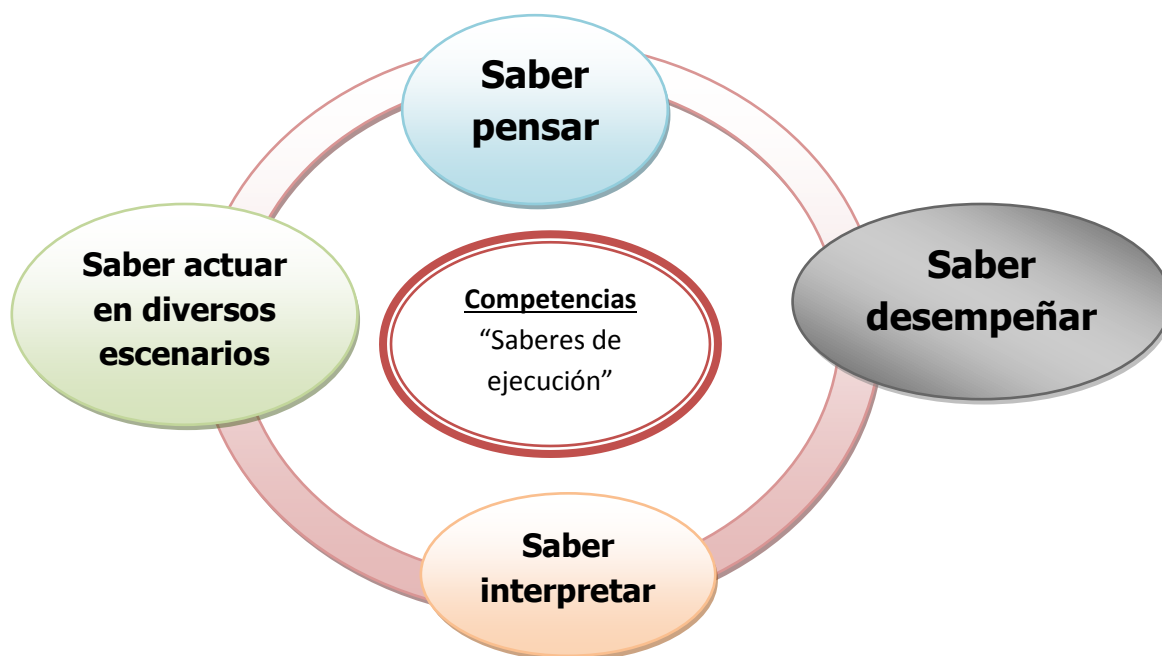 Saber
pensar
Saber actuar
en diversos
escenarios
Saber
desempeñar
Competencias
“Saberes de
ejecución”
Saber
interpretar